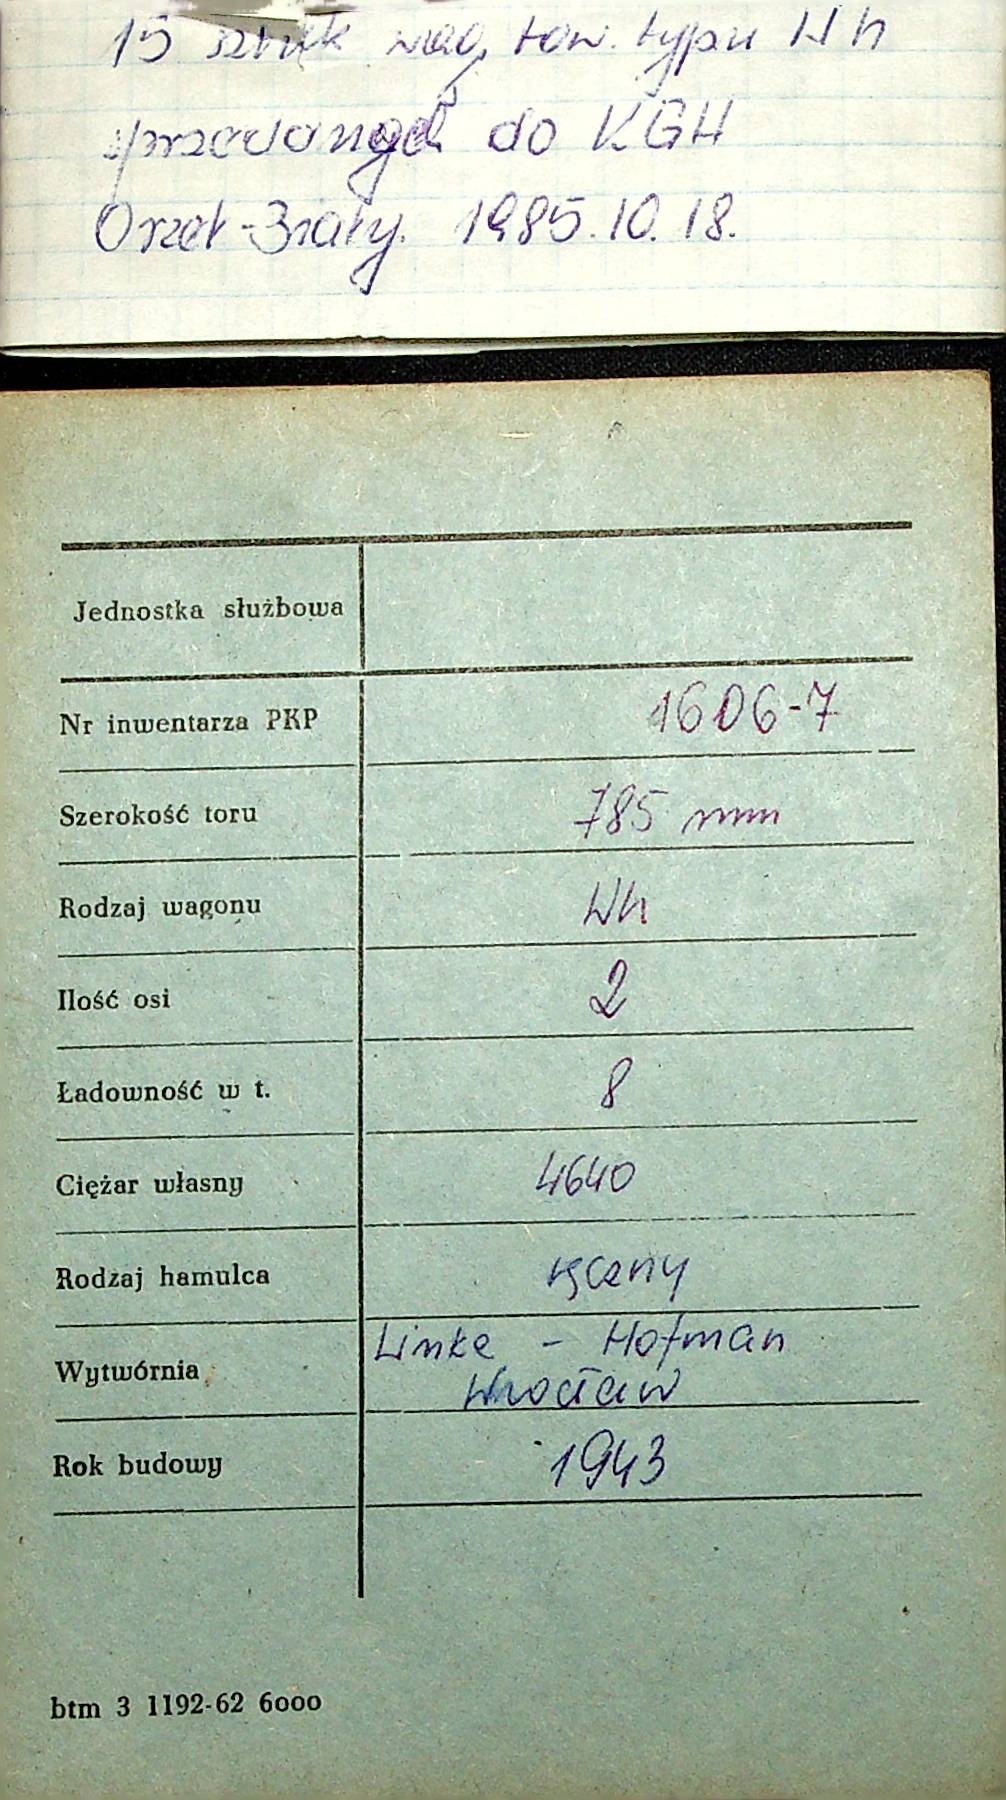 15 sztuk wag. tow. typu Wh
sprzedanych do KGH
Orzeł-Biały. 1985.10.18.
Jednostka służbowa
Nr inwentarza PKP 1606-7
Szerokość toru 785 mm
Rodzaj wagonu Wh
Ilość osi 2
Ładowność w t. 8
Ciężar własny 4640
Rodzaj hamulca ręczny
Wytwórnia Linke - Hofman
Wrocław
Rok budowy 1943
btm 3 1192-62 6000